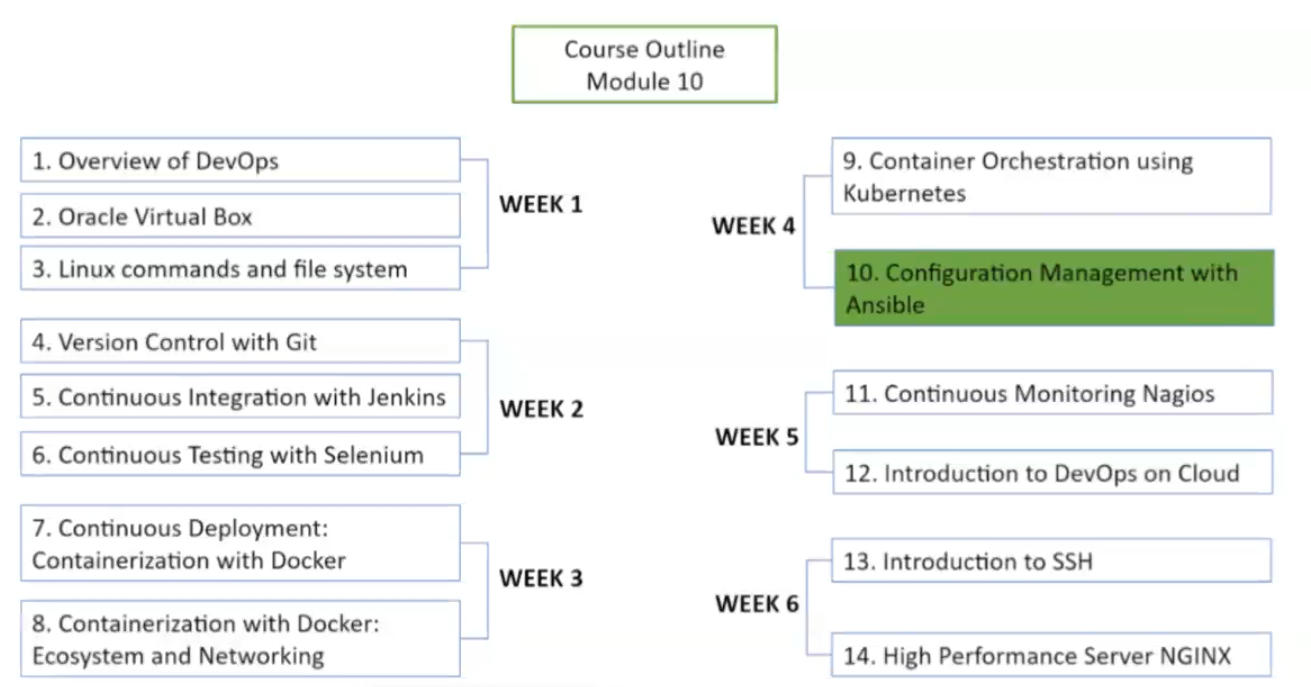 Course Outline
Module 10
1. Overview of DevOps
2. Oracle Virtual Box
3. Linux commands and file system
WEEK 1
4. Version Control with Git
5. Continuous Integration with Jenkins
6. Continuous Testing with Selenium
WEEK 2
7. Continuous Deployment:
Containerization with Docker
8. Containerization with Docker:
Ecosystem and Networking
WEEK 3
9. Container Orchestration using
Kubernetes
10. Configuration Management with
Ansible
WEEK 4
11. Continuous Monitoring Nagios
12. Introduction to DevOps on Cloud
WEEK 5
13. Introduction to SSH
14. High Performance Server NGINX
WEEK 6